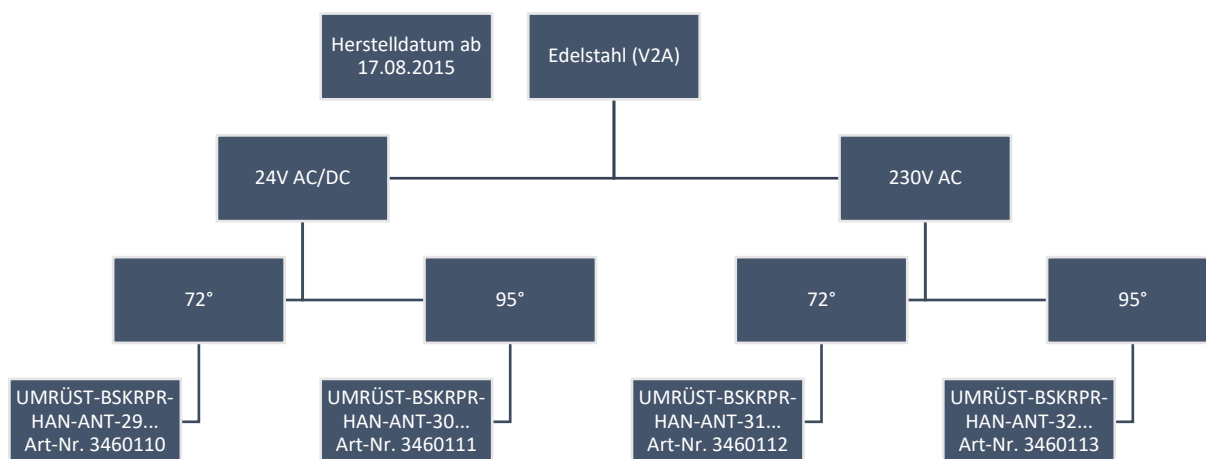 Herstelldatum ab
17.08.2015
Edelstahl (V2A)
24V AC/DC
230V AC
72°
95°
72°
95°
UMRÜST-BSKRPR-
HAN-ANT-29...
Art-Nr. 3460110
UMRÜST-BSKRPR-
HAN-ANT-30...
Art-Nr. 3460111
UMRÜST-BSKRPR-
HAN-ANT-31...
Art-Nr. 3460112
UMRÜST-BSKRPR-
HAN-ANT-32...
Art-Nr. 3460113